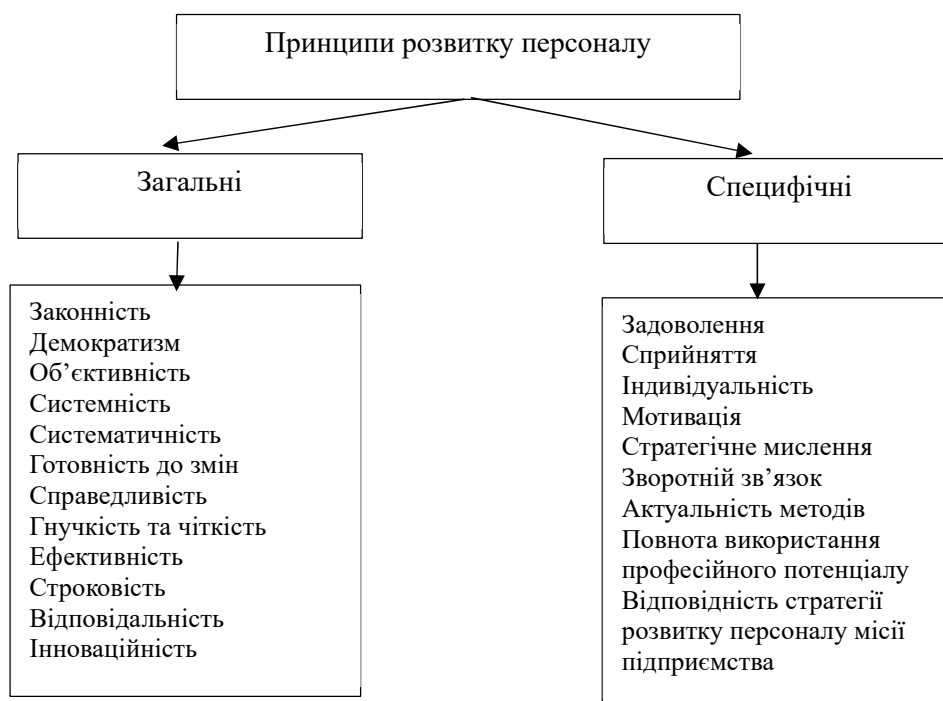 Принципи розвитку персоналу
Загальні
Специфічні
Законність
Демократизм
Об’єктивність
Системність
Систематичність
Готовність до змін
Справедливість
Гнучкість та чіткість
Ефективність
Строковість
Відповідальність
Інноваційність
Задоволення
Сприйняття
Індивідуальність
Мотивація
Стратегічне мислення
Зворотній зв’язок
Актуальність методів
Повнота використання
професійного потенціалу
Відповідність стратегії
розвитку персоналу місії
підприємства